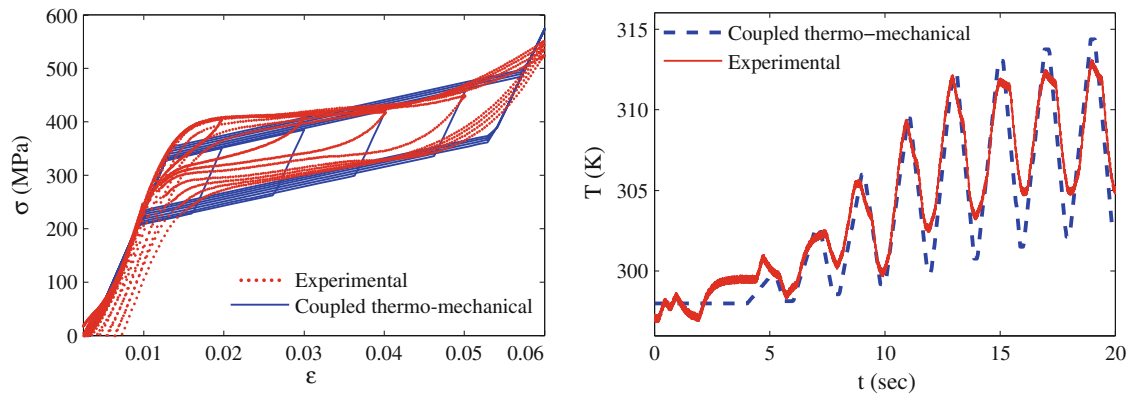 600
500
400
300
200
100
0
σ (MPa)
0.01
0.02
0.03
0.04
0.05
0.06
ε
Experimental
Coupled thermo-mechanical
315
310
305
300
T (K)
0
5
10
15
20
t (sec)
Coupled thermo−mechanical
Experimental